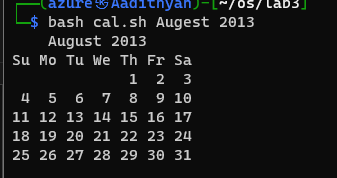 (azure㉿Aadithyan)-[~/os/lab3]
$ bash cal.sh Augest 2013
August 2013
Su Mo Tu We Th Fr Sa
1 2 3
4 5 6 7 8 9 10
11 12 13 14 15 16 17
18 19 20 21 22 23 24
25 26 27 28 29 30 31